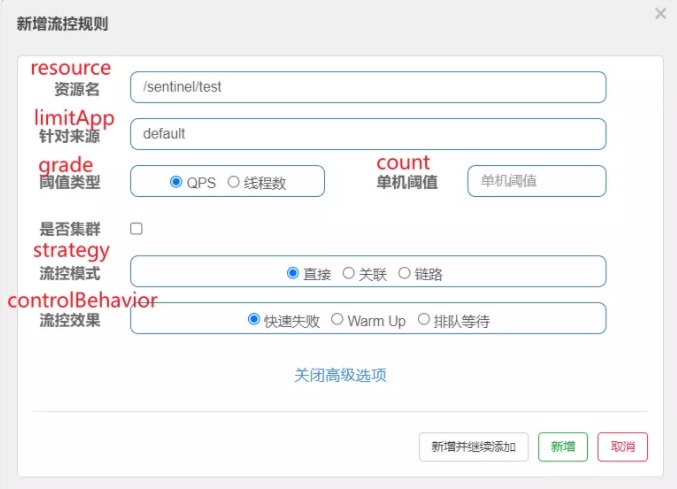 新增流控规则
×
resource
资源名 /sentinel/test
limitApp
针对来源 default
grade count
阈值类型 QPS 线程数 单机阈值 单机阈值
是否集群
strategy
流控模式 直接 关联 链路
controlBehavior
流控效果 快速失败 Warm Up 排队等待
关闭高级选项
新增并继续添加 新增 取消